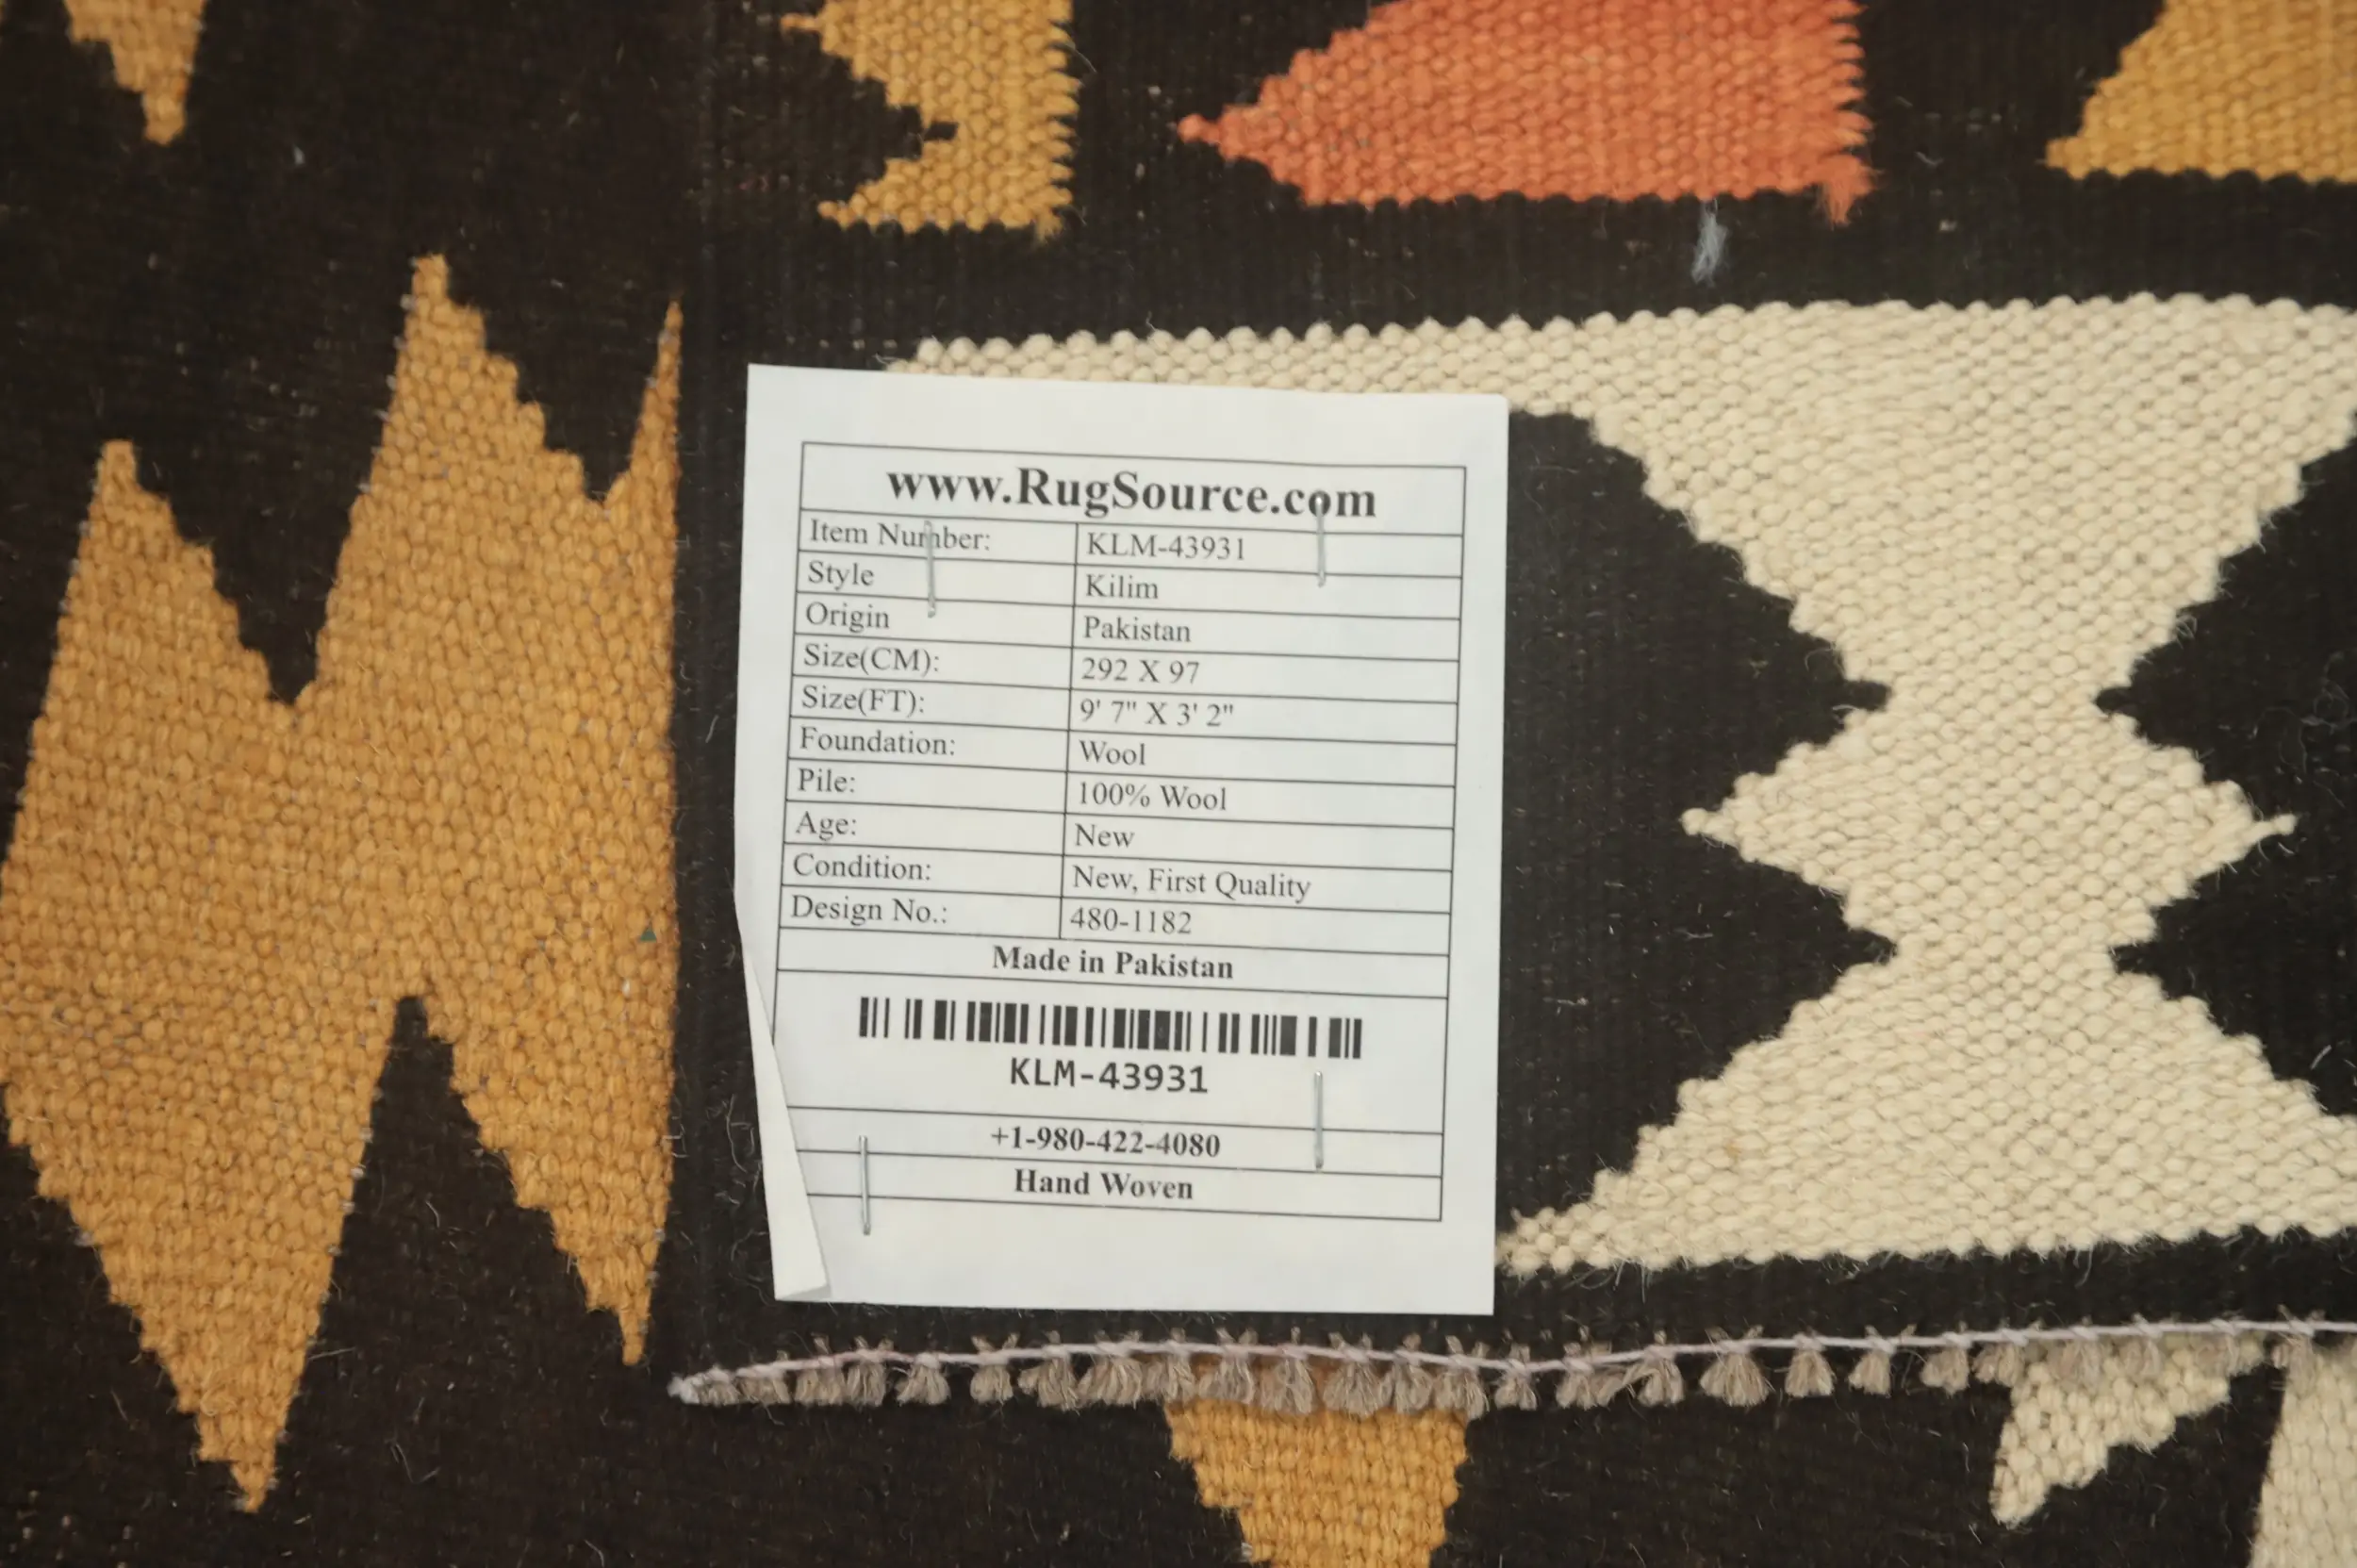 www.RugSource.com
Item Number: KLM-43931
Style Kilim
Origin Pakistan
Size(CM): 292 X 97
Size(FT): 9' 7" X 3' 2"
Foundation: Wool
Pile: 100% Wool
Age: New
Condition: New, First Quality
Design No.: 480-1182
Made in Pakistan
KLM-43931
+1-980-422-4080
Hand Woven